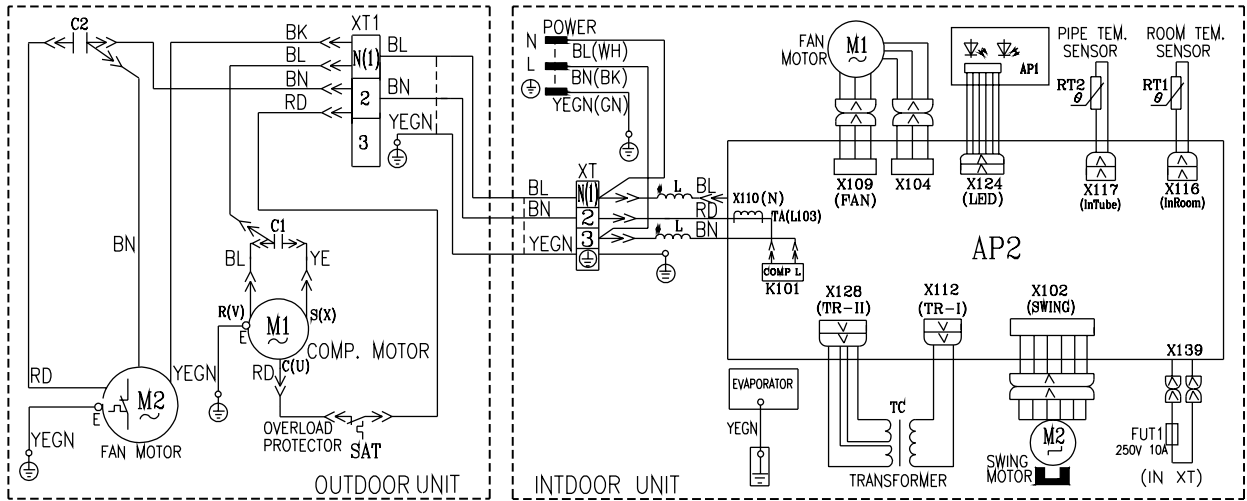 C2
XT1
BK
BL
BL
N(1)
BN
BN
2
RD
YEGN
3
C1
BN
BL
YE
R(V)
S(X)
E
M1
COMP. MOTOR
RD
C(U)
RD
YEGN
M2
E
YEGN
FAN MOTOR
OVERLOAD
PROTECTOR
SAT
OUTDOOR UNIT
POWER
N
BL(WH)
L
BN(BK)
YEGN(GN)
XT
BL
N(1)
BN
2
YEGN
3
L
BL
RD
L
BN
X110(N)
TA(L103)
COMP L
K101
FAN
MOTOR
M1
AP1
PIPE TEM.
SENSOR
RT2
θ
ROOM TEM.
SENSOR
RT1
θ
X109
(FAN)
X104
X124
(LED)
X117
(InTube)
X116
(InRoom)
AP2
X128
(TR-II)
X112
(TR-I)
X102
(SWING)
X139
EVAPORATOR
YEGN
TC
TRANSFORMER
M2
SWING
MOTOR
FUT1
250V 10A
(IN XT)
INTDOOR UNIT